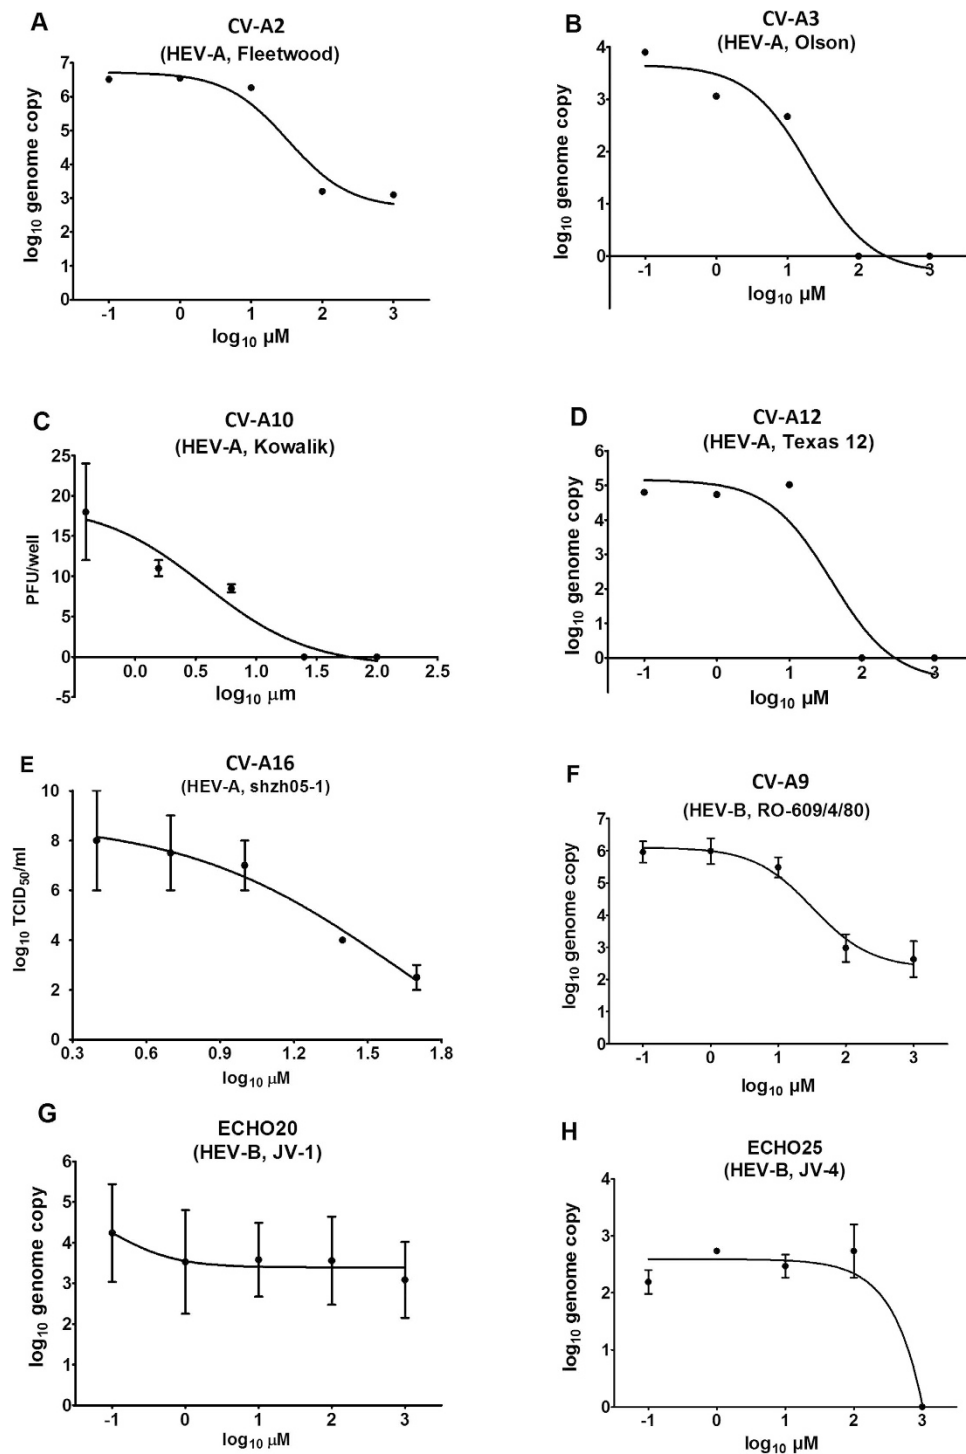 A
CV-A2
(HEV-A, Fleetwood)
log10 genome copy
7
6
5
4
3
2
1
0
-1 0 1 2 3
log10 µM
B
CV-A3
(HEV-A, Olson)
log10 genome copy
4
3
2
1
0
-1 0 1 2 3
log10 µM
C
CV-A10
(HEV-A, Kowalik)
PFU/well
25
20
15
10
5
0
-5
0.0 0.5 1.0 1.5 2.0 2.5
log10 µm
D
CV-A12
(HEV-A, Texas 12)
log10 genome copy
6
5
4
3
2
1
0
-1 0 1 2 3
log10 µM
E
CV-A16
(HEV-A, shzh05-1)
log10 TCID50/ml
10
8
6
4
2
0
0.3 0.6 0.9 1.2 1.5 1.8
log10 µM
F
CV-A9
(HEV-B, RO-609/4/80)
log10 genome copy
7
6
5
4
3
2
1
0
-1 0 1 2 3
log10 µM
G
ECHO20
(HEV-B, JV-1)
log10 genome copy
6
5
4
3
2
1
0
-1 0 1 2 3
log10 µM
H
ECHO25
(HEV-B, JV-4)
log10 genome copy
4
3
2
1
0
-1 0 1 2 3
log10 µM